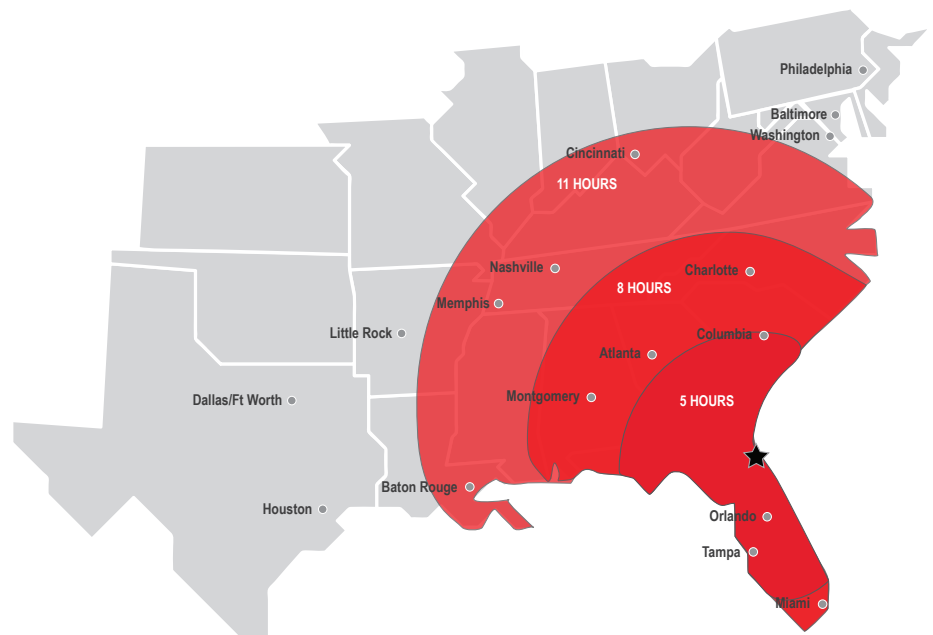 Philadelphia
Baltimore
Washington
Cincinnati
11 HOURS
Nashville
Charlotte
8 HOURS
Memphis
Little Rock
Columbia
Atlanta
Montgomery
Dallas/Ft Worth
5 HOURS
Baton Rouge
Houston
Orlando
Tampa
Miami